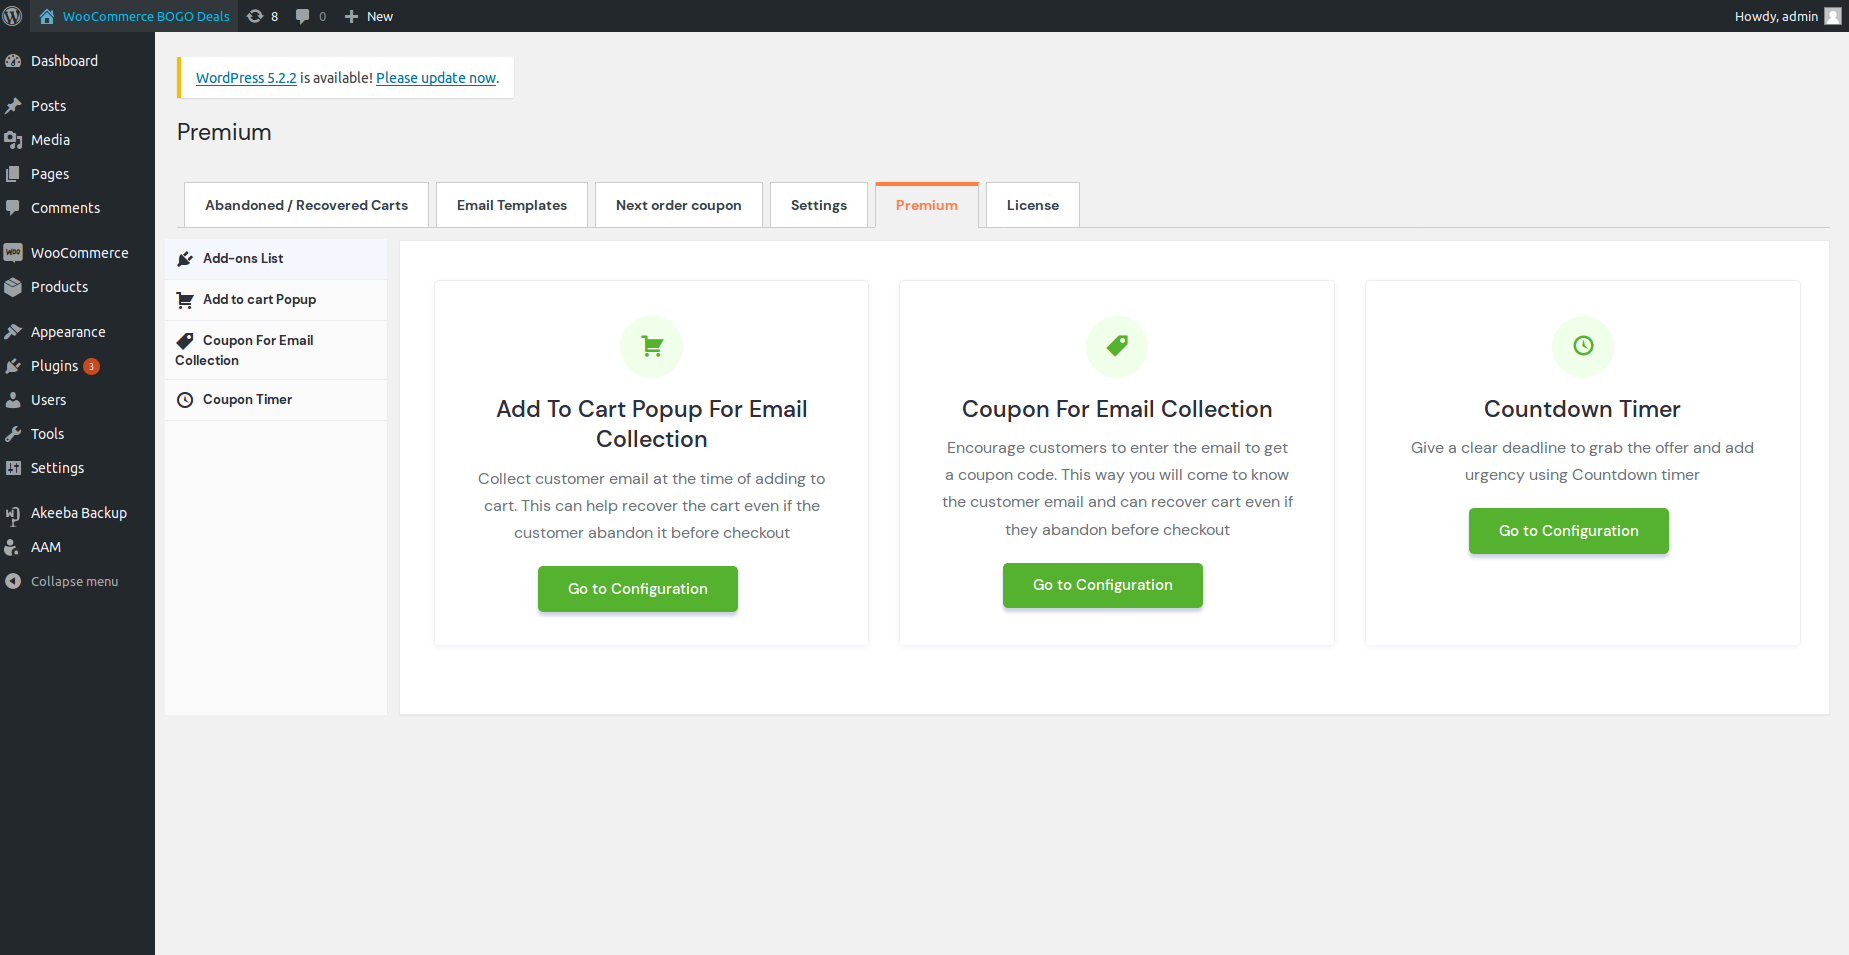 WooCommerce BOGO Deals 8 0 New Howdy, admin
Dashboard
Posts
Media
Pages
Comments
WooCommerce
Products
Appearance
Plugins 3
Users
Tools
Settings
Akeeba Backup
AAM
Collapse menu
WordPress 5.2.2 is available! Please update now.
Premium
Abandoned / Recovered Carts
Email Templates
Next order coupon
Settings
Premium
License
Add-ons List
Add to cart Popup
Coupon For Email
Collection
Coupon Timer
Add To Cart Popup For Email
Collection
Collect customer email at the time of adding to
cart. This can help recover the cart even if the
customer abandon it before checkout
Go to Configuration
Coupon For Email Collection
Encourage customers to enter the email to get
a coupon code. This way you will come to know
the customer email and can recover cart even if
they abandon before checkout
Go to Configuration
Countdown Timer
Give a clear deadline to grab the offer and add
urgency using Countdown timer
Go to Configuration